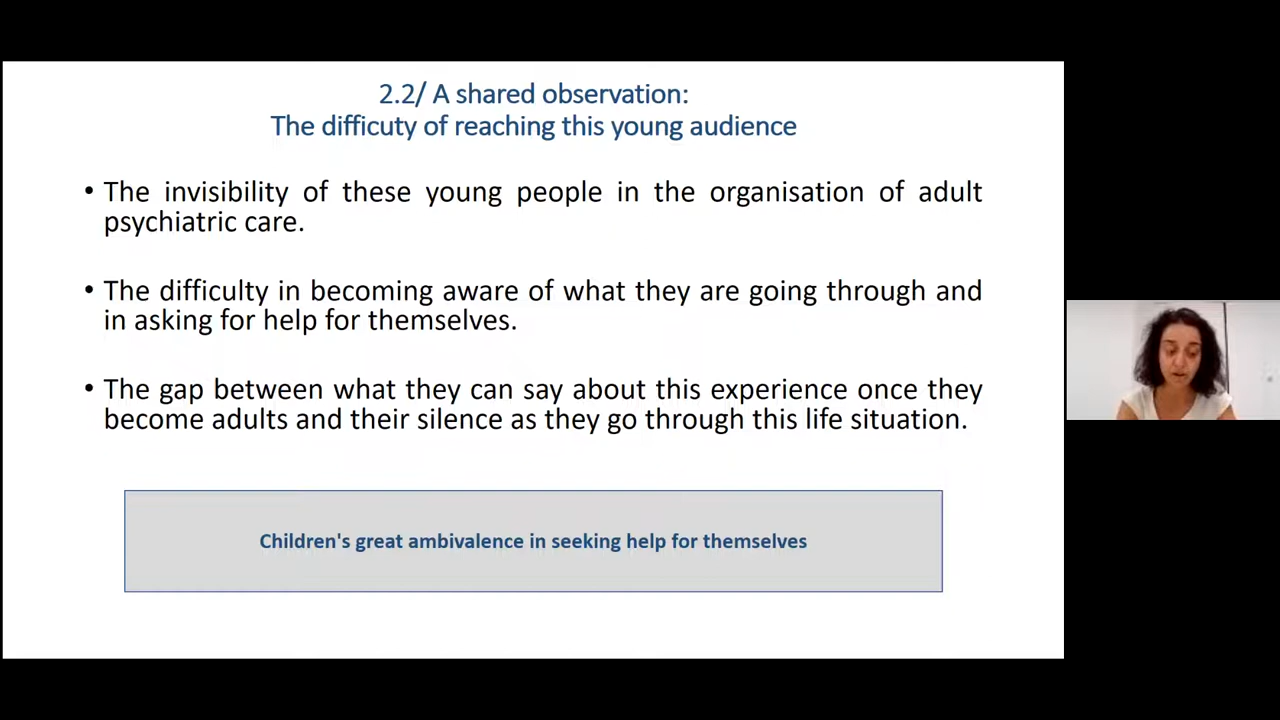 2.2/ A shared observation:
The difficuty of reaching this young audience
• The invisibility of these young people in the organisation of adult
psychiatric care.
• The difficulty in becoming aware of what they are going through and
in asking for help for themselves.
• The gap between what they can say about this experience once they
become adults and their silence as they go through this life situation.
Children's great ambivalence in seeking help for themselves